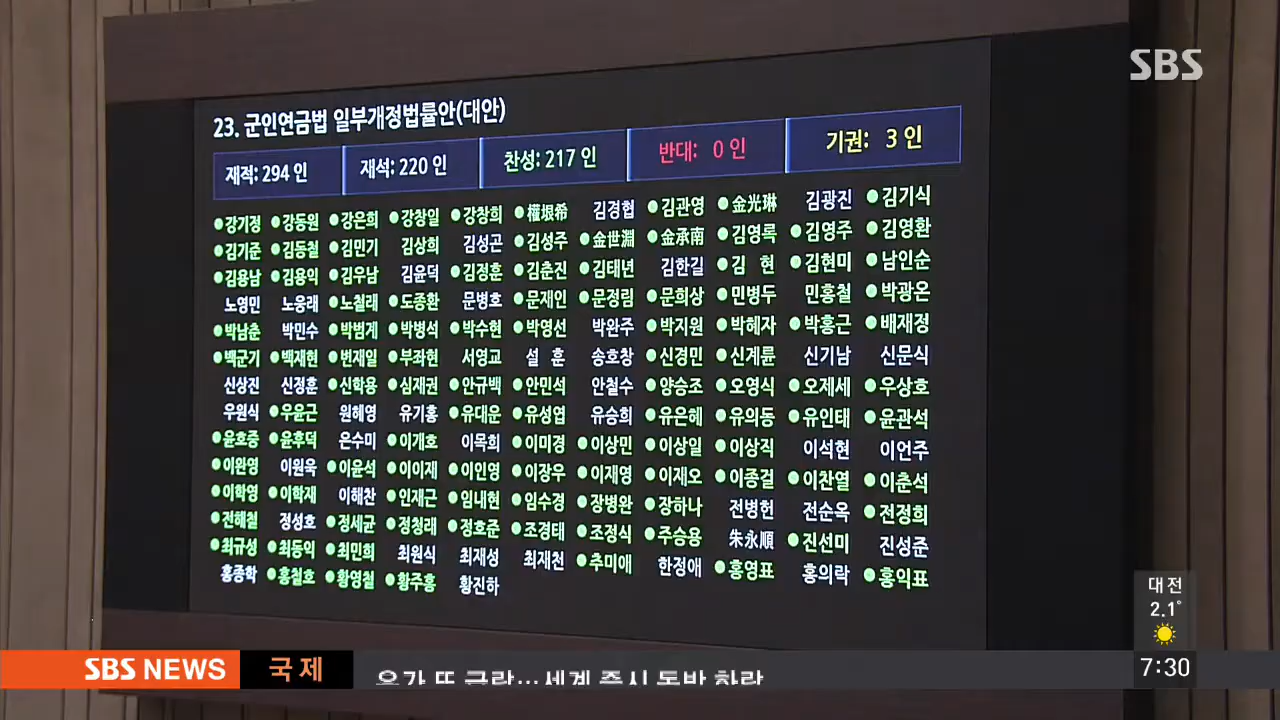 SBS
23. 군인연금법 일부개정법률안(대안)
재적: 294 인 재석: 220 인 찬성: 217 인 반대: 0 인 기권: 3 인
강기정 강동원 강은희 강창일 강창희 權垠希 김경협 김관영 金光琳 김광진 김기식
김기준 김동철 김민기 김상희 김성곤 김성주 金世淵 金承南 김영록 김영주 김영환
김용남 김용익 김우남 김윤덕 김정훈 김춘진 김태년 김한길 김 현 김현미 남인순
노영민 노웅래 노철래 도종환 문병호 문재인 문정림 문희상 민병두 민홍철 박광온
박남춘 박민수 박범계 박병석 박수현 박영선 박완주 박지원 박혜자 박홍근 배재정
백군기 백재현 변재일 부좌현 서영교 설 훈 송호창 신경민 신계륜 신기남 신문식
신상진 신정훈 신학용 심재권 안규백 안민석 안철수 양승조 오영식 오제세 우상호
우원식 우윤근 원혜영 유기홍 유대운 유성엽 유승희 유은혜 유의동 유인태 윤관석
윤호중 윤후덕 은수미 이개호 이목희 이미경 이상민 이상일 이상직 이석현 이언주
이완영 이원욱 이윤석 이이재 이인영 이장우 이재영 이재오 이종걸 이찬열 이춘석
이학영 이학재 이해찬 인재근 임내현 임수경 장병완 장하나 전병헌 전순옥 전정희
전해철 정성호 정세균 정청래 정호준 조경태 조정식 주승용 朱永順 진선미 진성준
최규성 최동익 최민희 최원식 최재성 최재천 추미애 한정애 홍영표 홍의락 홍익표
홍종학 홍철호 황영철 황주홍 황진하
대전
2.1°
SBS NEWS 국제 유가 또 급락…세계 증시 동반 하락 7:30